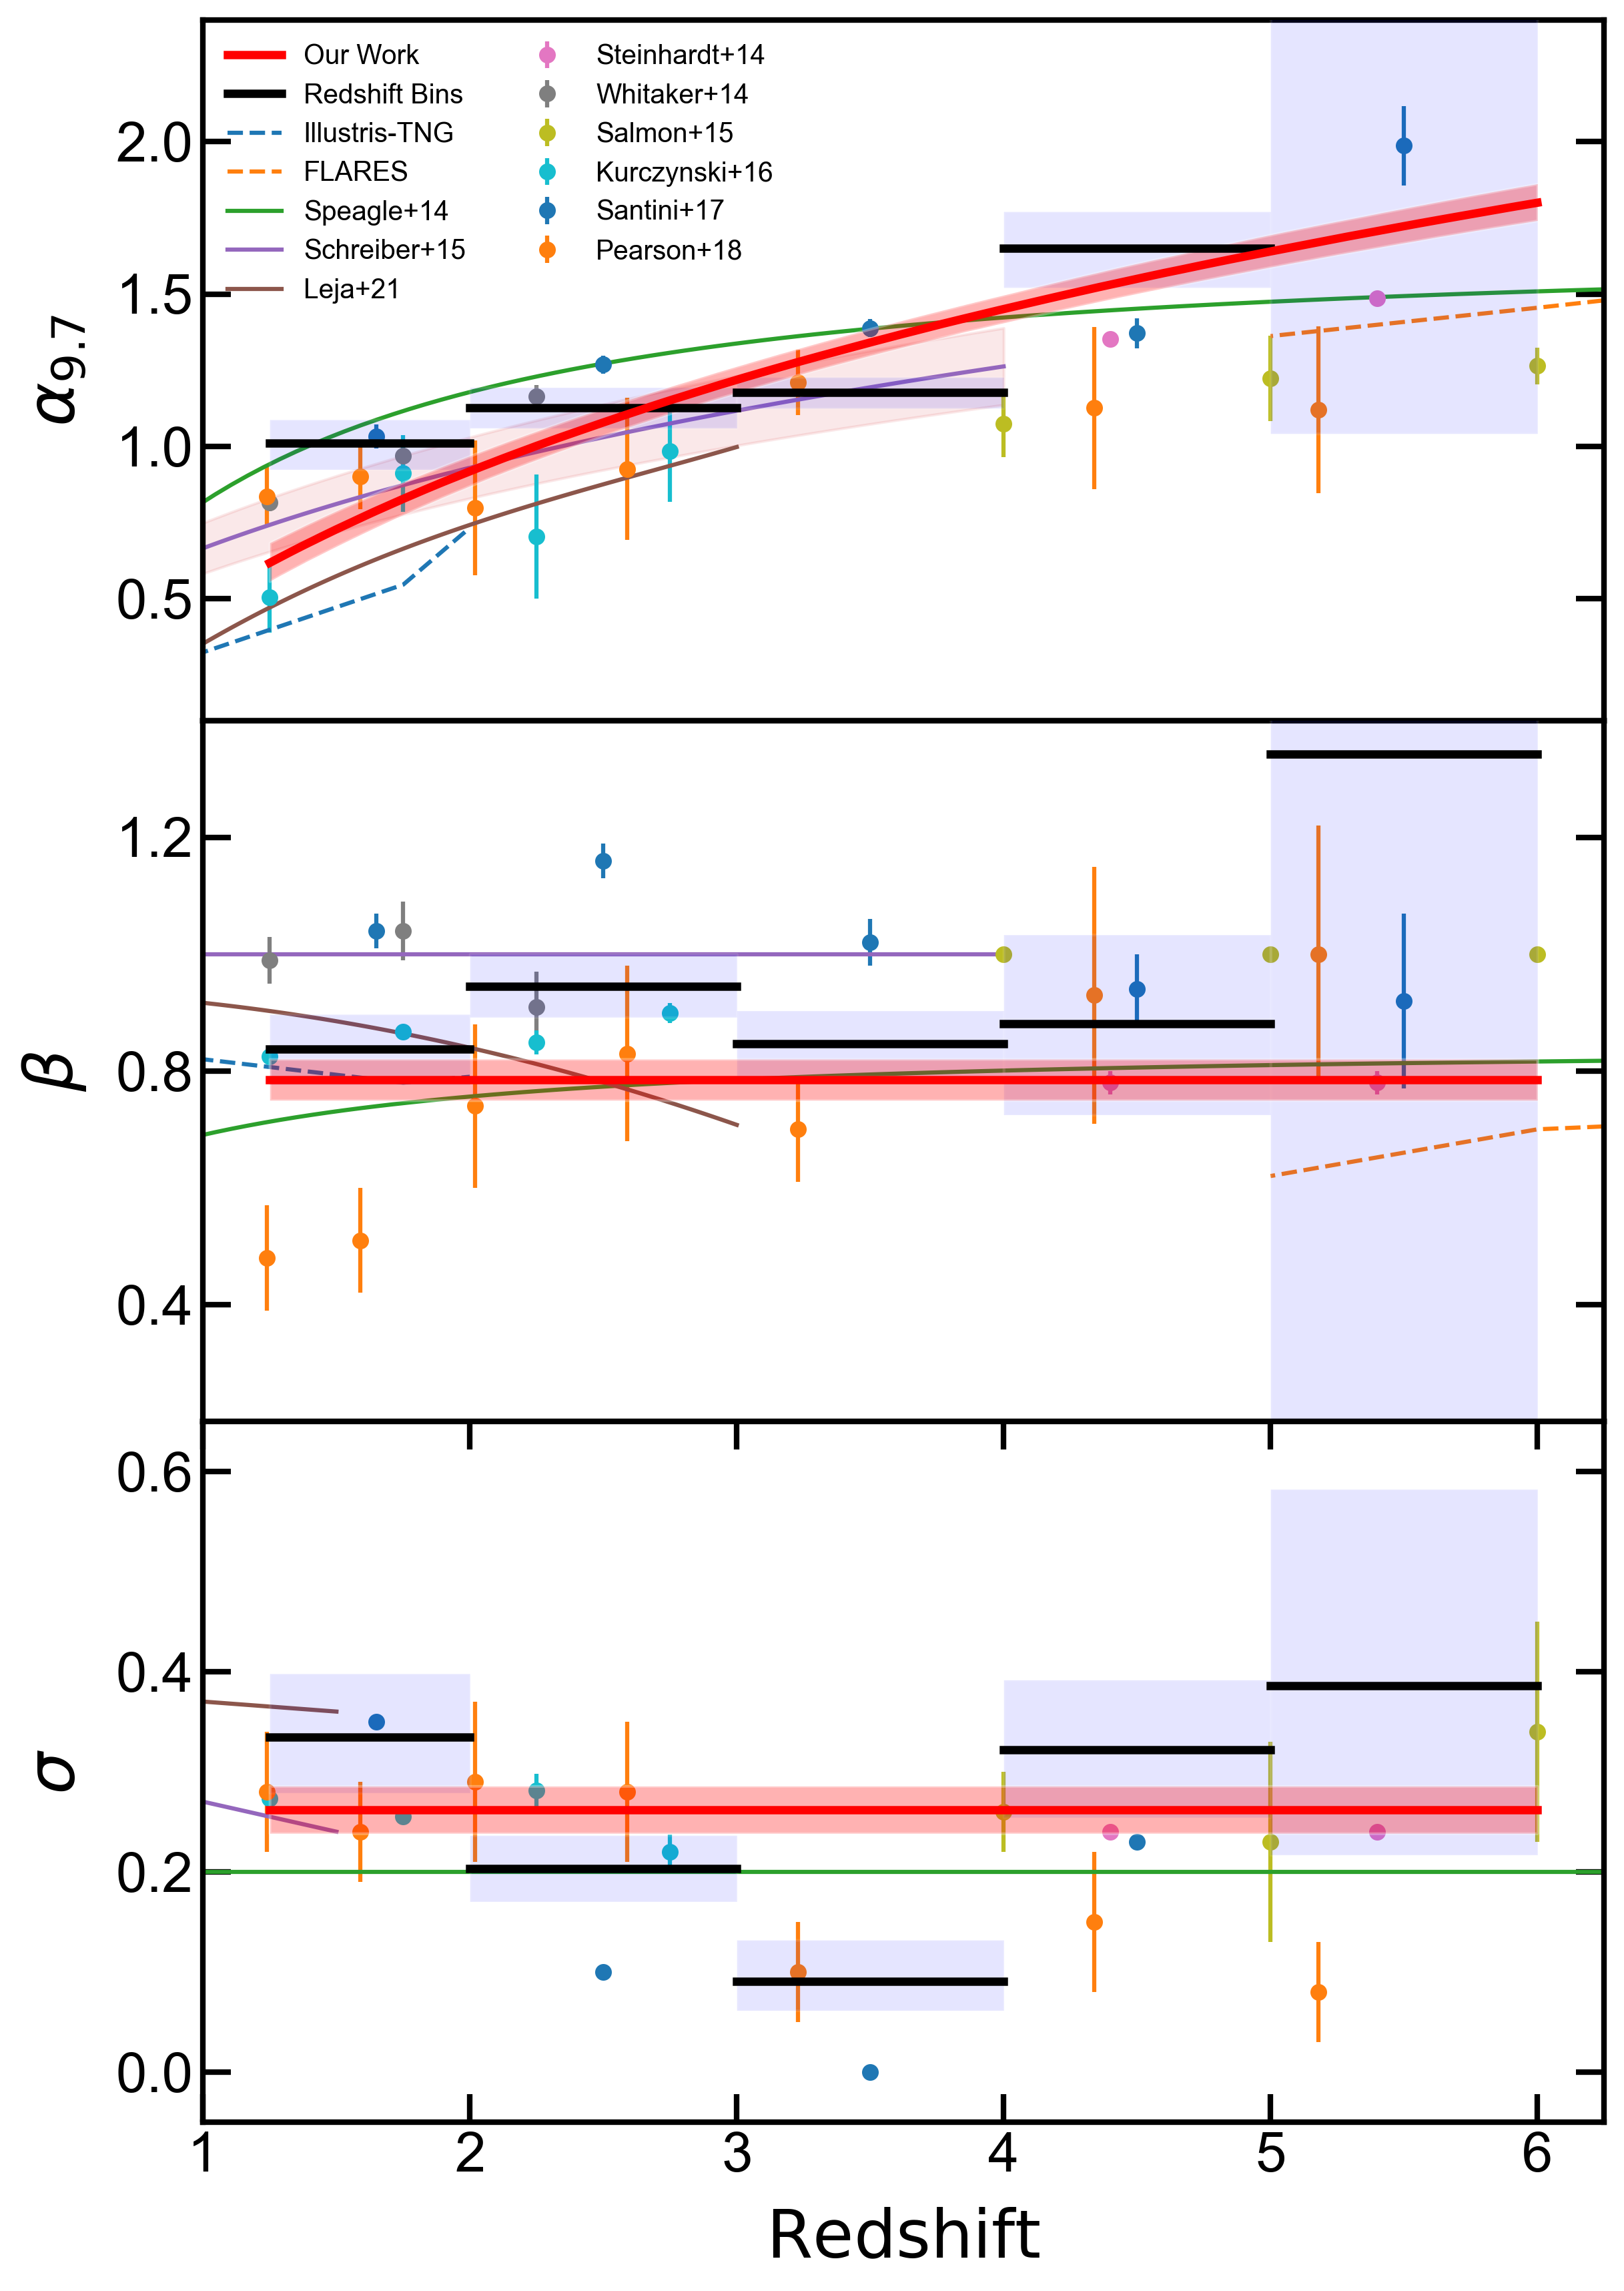 Our Work
Redshift Bins
Illustris-TNG
FLARES
Speagle+14
Schreiber+15
Leja+21
Steinhardt+14
Whitaker+14
Salmon+15
Kurczynski+16
Santini+17
Pearson+18
2.0
1.5
1.0
0.5
α9.7
1.2
0.8
0.4
β
0.6
0.4
0.2
0.0
σ
1 2 3 4 5 6
Redshift